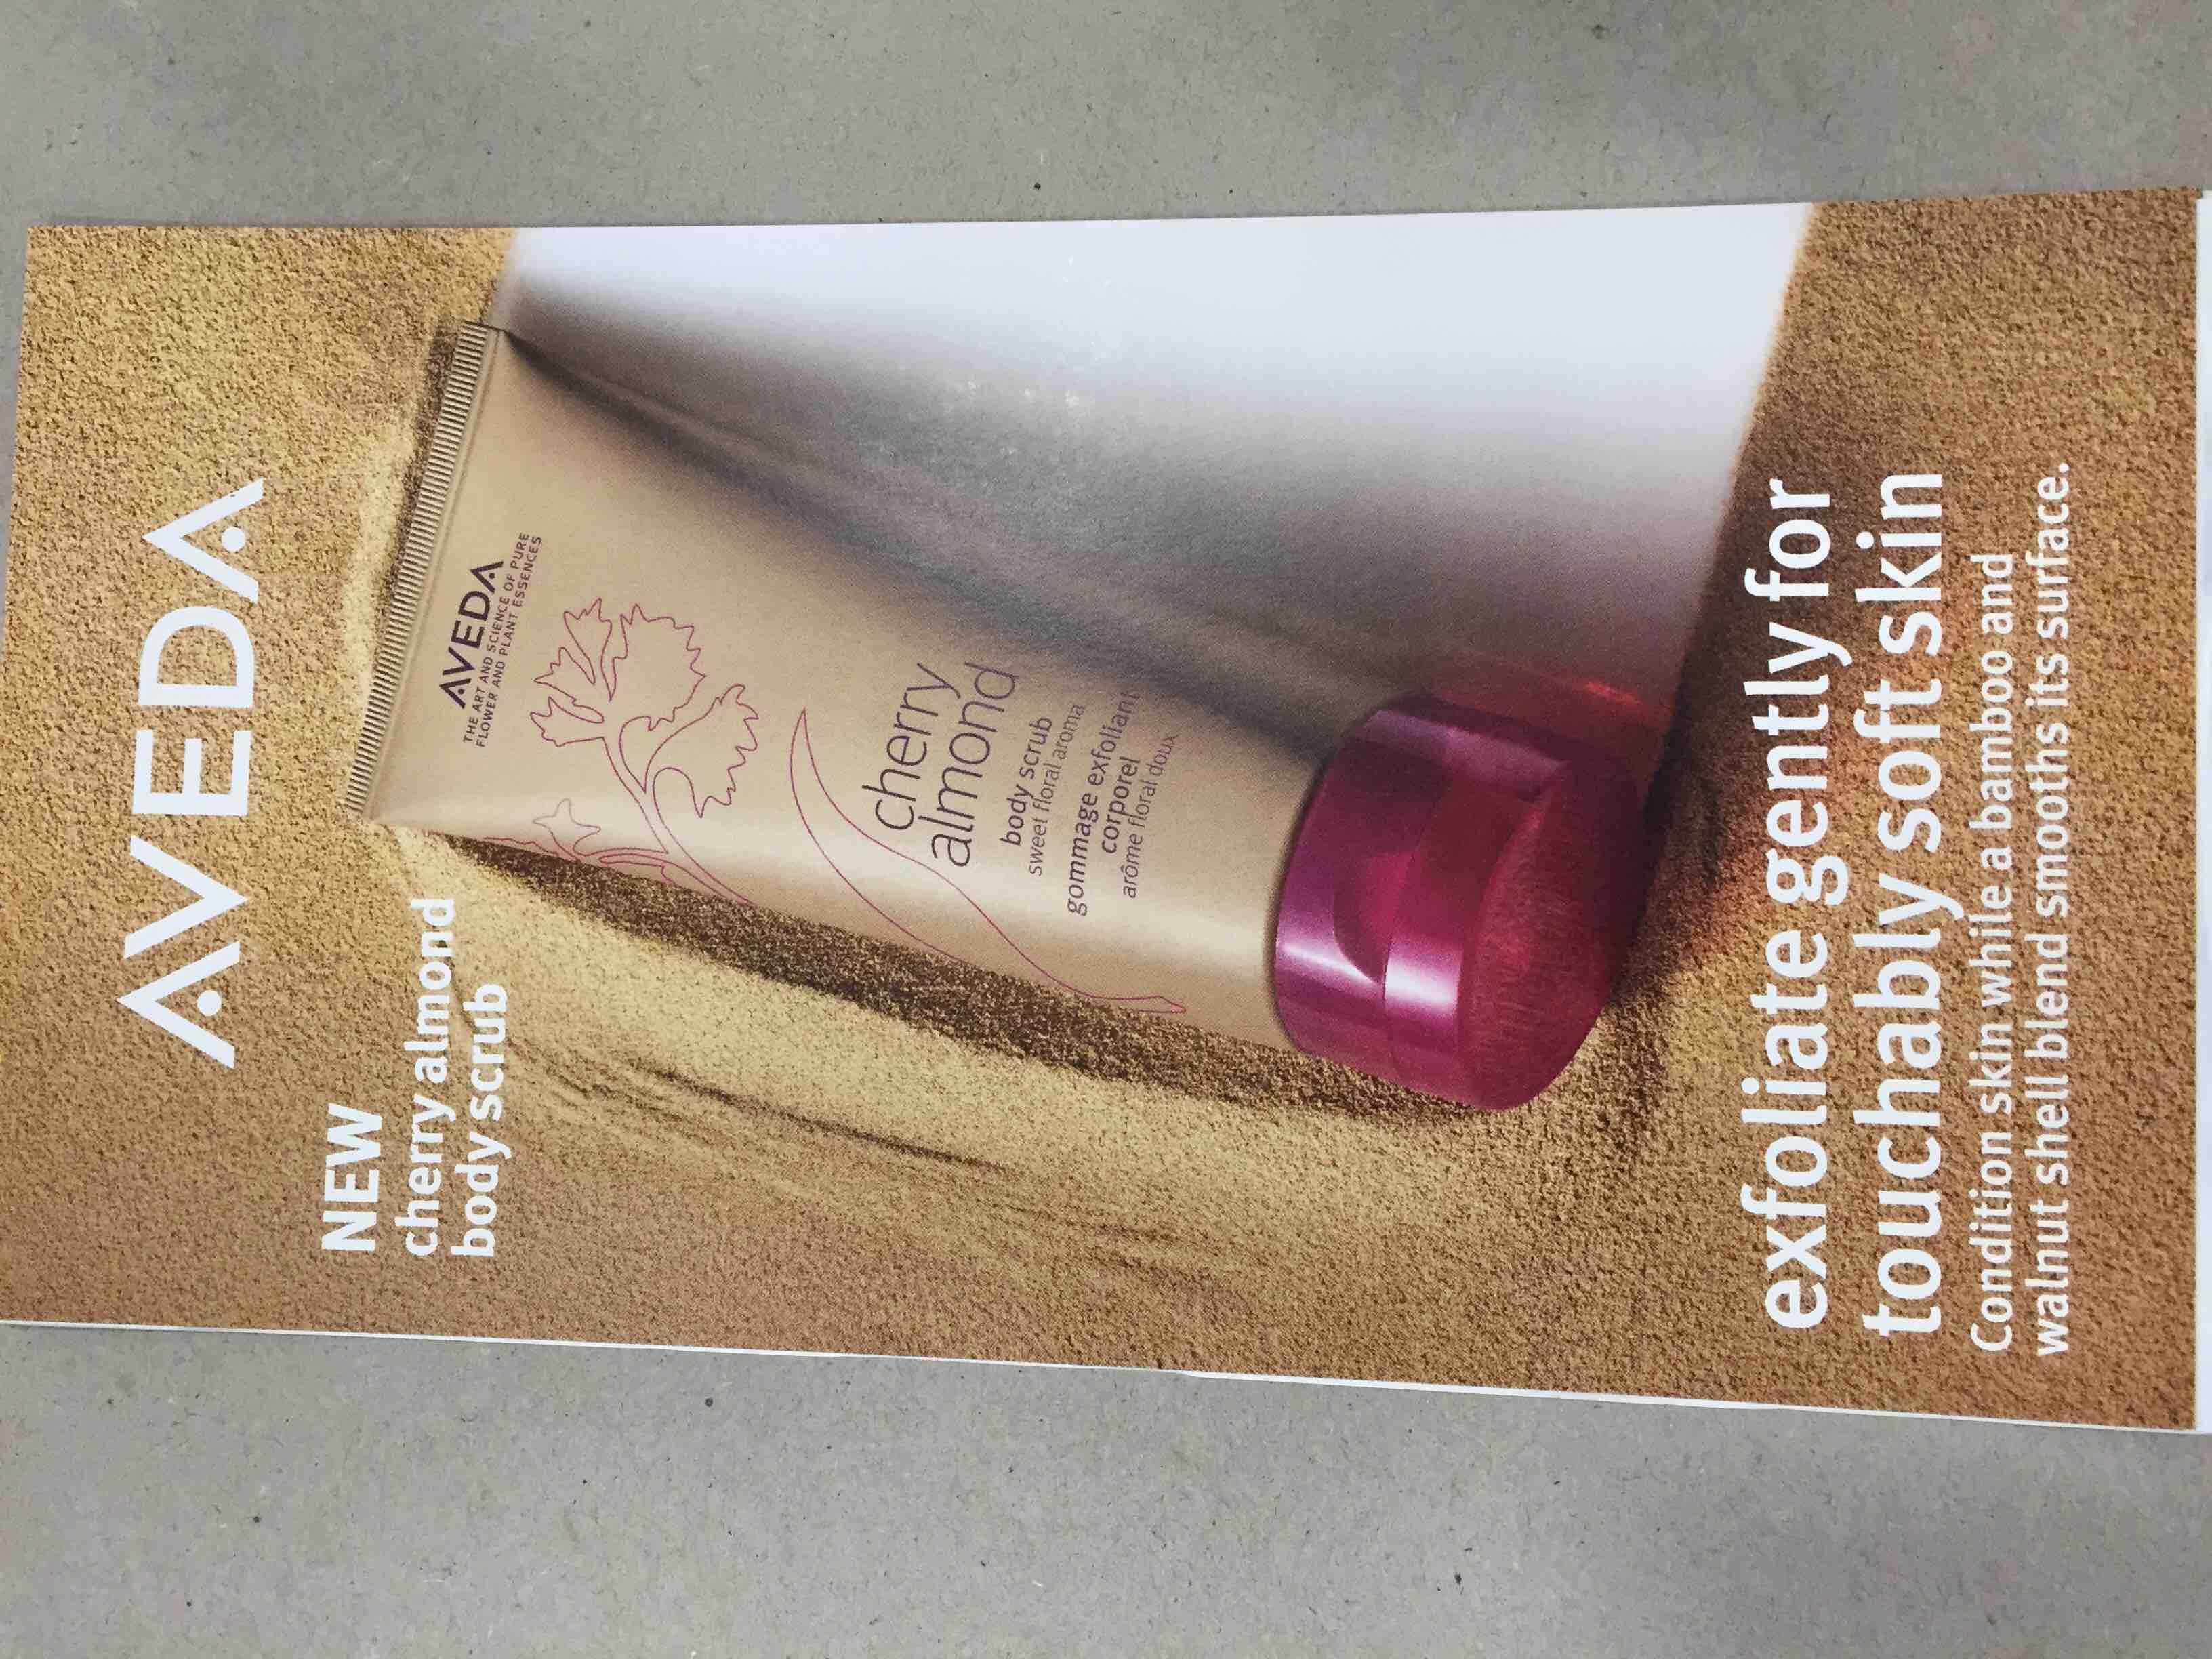 AVEDA
NEW
cherry almond
body scrub
AVEDA
THE ART AND SCIENCE OF PURE
FLOWER AND PLANT ESSENCES
cherry
almond
body scrub
sweet floral aroma
gommage exfoliant
corporel
arôme floral doux
exfoliate gently for
touchably soft skin
Condition skin while a bamboo and
walnut shell blend smooths its surface.